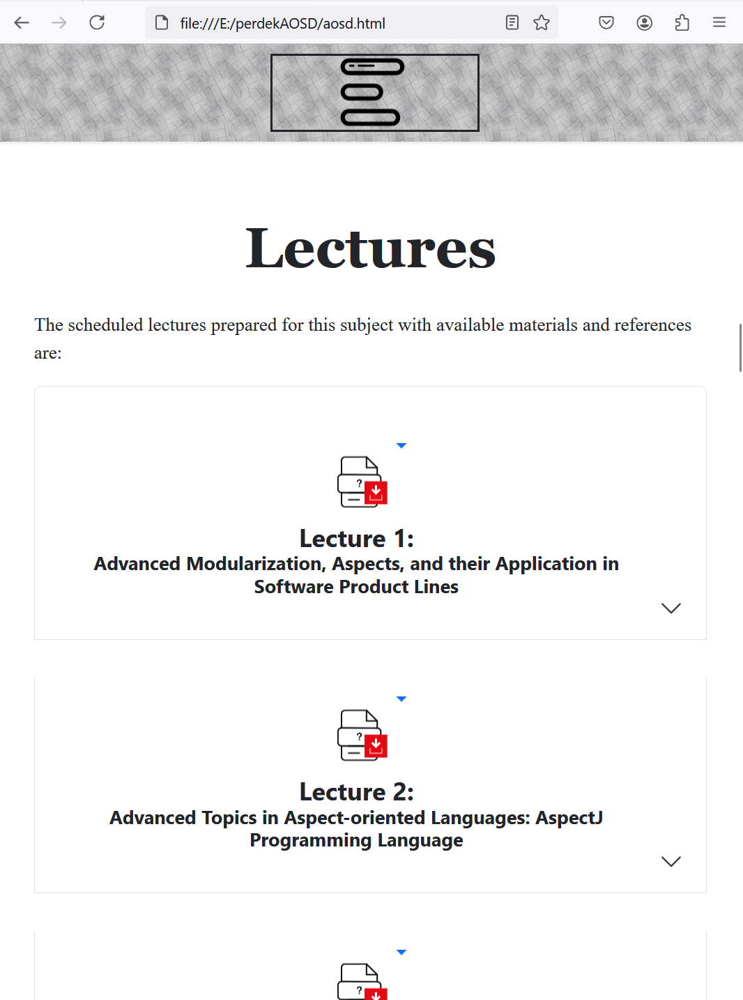 file:///E:/perdekAOSD/aosd.html
Lectures
The scheduled lectures prepared for this subject with available materials and references
are:
?
Lecture 1:
Advanced Modularization, Aspects, and their Application in
Software Product Lines
?
Lecture 2:
Advanced Topics in Aspect-oriented Languages: AspectJ
Programming Language
?